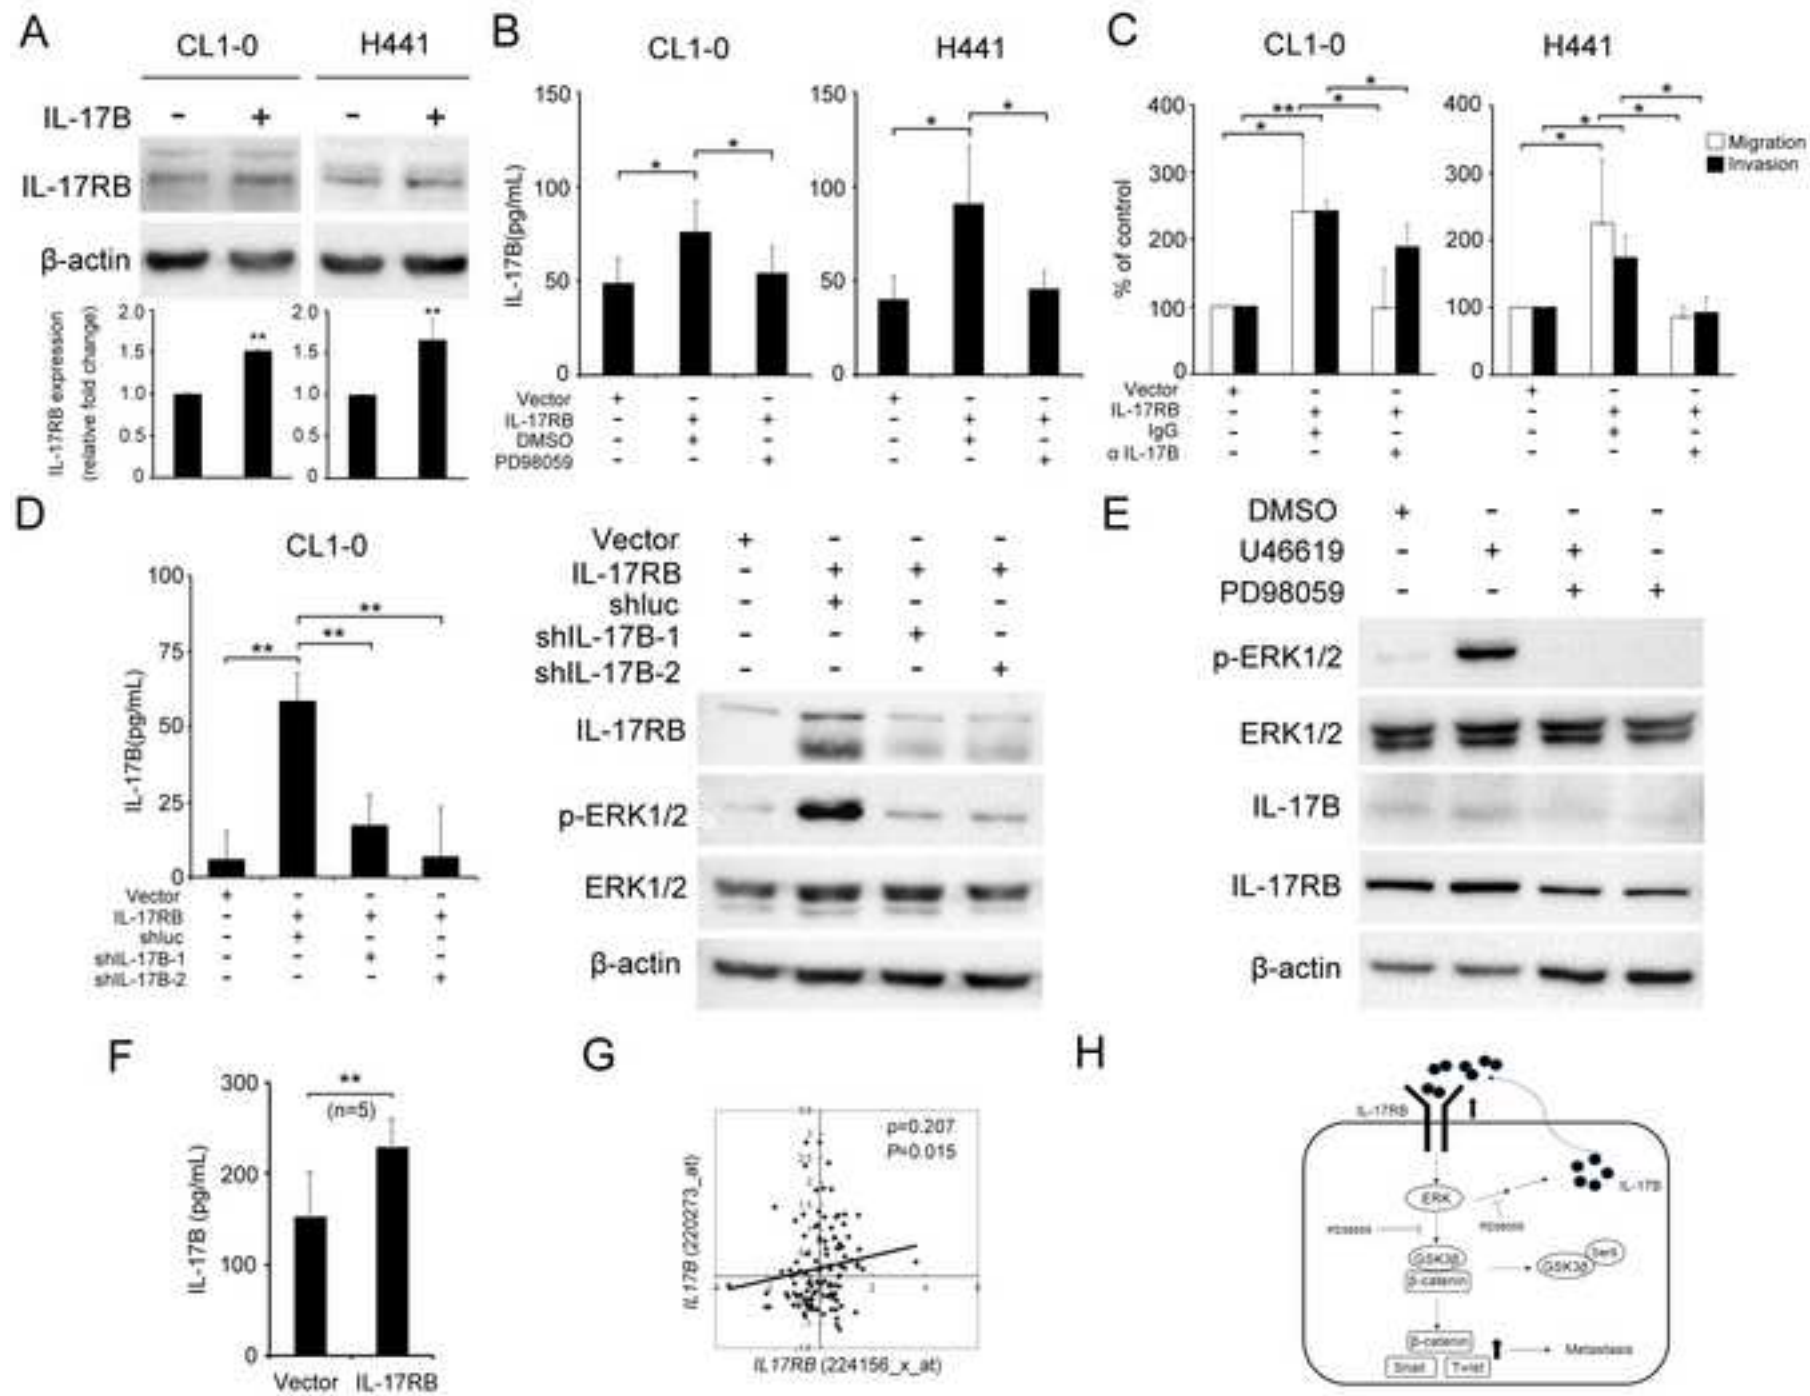 A
CL1-0 H441
IL-17B - + - +
IL-17RB
β-actin
IL-17RB expression
(relative fold change)
2.0 2.0
** **
1.5 1.5
1.0 1.0
0.5 0.5
0 0
B
CL1-0 H441
IL-17B(pg/mL)
150 150
* * * *
100 100
50 50
0 0
Vector + - - + - -
IL-17RB - + + - + +
DMSO - + - - + -
PD98059 - - + - - +
C
CL1-0 H441
% of control
Migration
Invasion
* ** * * * * * *
400 400
300 300
200 200
100 100
0 0
Vector + - - + - -
IL-17RB - + + - + +
IgG - + - - + -
α IL-17B - - + - - +
D
CL1-0
IL-17B(pg/mL)
100
** ** **
75
50
25
0
Vector + - - -
IL-17RB - + + +
shluc - + - -
shIL-17B-1 - - + -
shIL-17B-2 - - - +
Vector + - - -
IL-17RB - + + +
shluc - + - -
shIL-17B-1 - - + -
shIL-17B-2 - - - +
IL-17RB
p-ERK1/2
ERK1/2
β-actin
E
DMSO + - - -
U46619 - + + -
PD98059 - - + +
p-ERK1/2
ERK1/2
IL-17B
IL-17RB
β-actin
F
IL-17B (pg/mL)
300
**
(n=5)
200
100
0
Vector IL-17RB
G
ρ=0.207
P=0.015
IL17B (220273_at)
IL17RB (224156_x_at)
H
IL-17RB
IL-17B
ERK
PD98059
PD98059
GSK3β
β-catenin
GSK3β
Ser9
β-catenin
Snail Twist
Metastasis